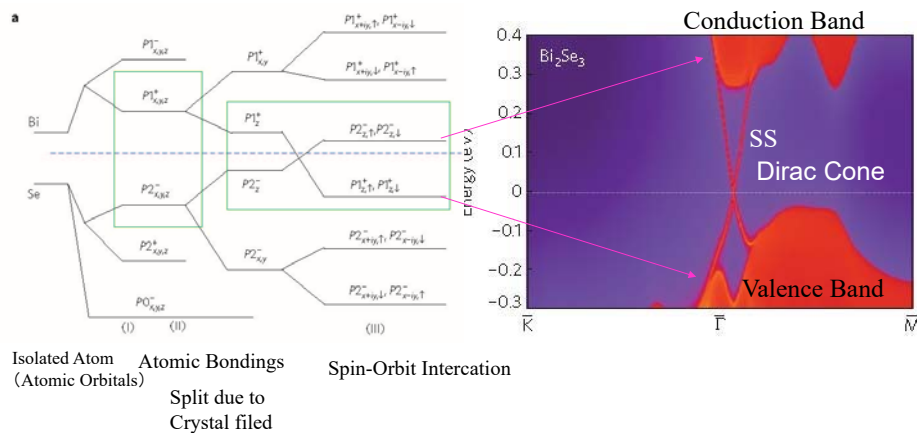 a
P1⁺x+iy,↑, P1⁺x−iy,↓
P1⁻x,y,z
P1⁺x,y
P1⁺x+iy,↓, P1⁺x−iy,↑
P1⁺x,y,z
P1⁺z
Bi
P2⁻z,↑, P2⁻z,↓
Se
P2⁻x,y,z
P2⁻z
P1⁺z,↑, P1⁺z,↓
P2⁺x,y,z
P2⁻x,y
P2⁻x+iy,↑, P2⁻x−iy,↓
P0⁻x,y,z
P2⁻x+iy,↓, P2⁻x−iy,↑
(I)
(II)
(III)
Isolated Atom
(Atomic Orbitals)
Atomic Bondings
Split due to
Crystal filed
Spin-Orbit Intercation
Conduction Band
Energy (eV)
0.4
0.3
0.2
0.1
0
−0.1
−0.2
−0.3
Bi₂Se₃
SS
Dirac Cone
Valence Band
K̅
Γ̅
M̅